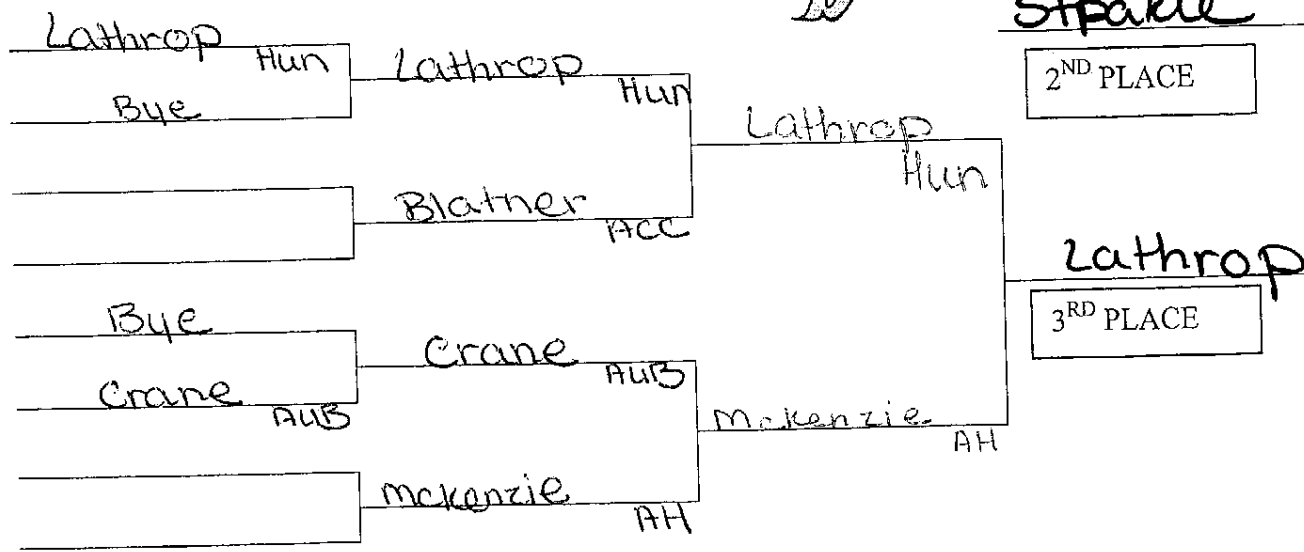 Lathrop
Hun
Bye
Lathrop
Hun
Blatner
ACC
Lathrop
Hun
Bye
Crane
AUB
Crane
AUB
Mckenzie
AH
Mckenzie
AH
2ND PLACE
Lathrop
3RD PLACE